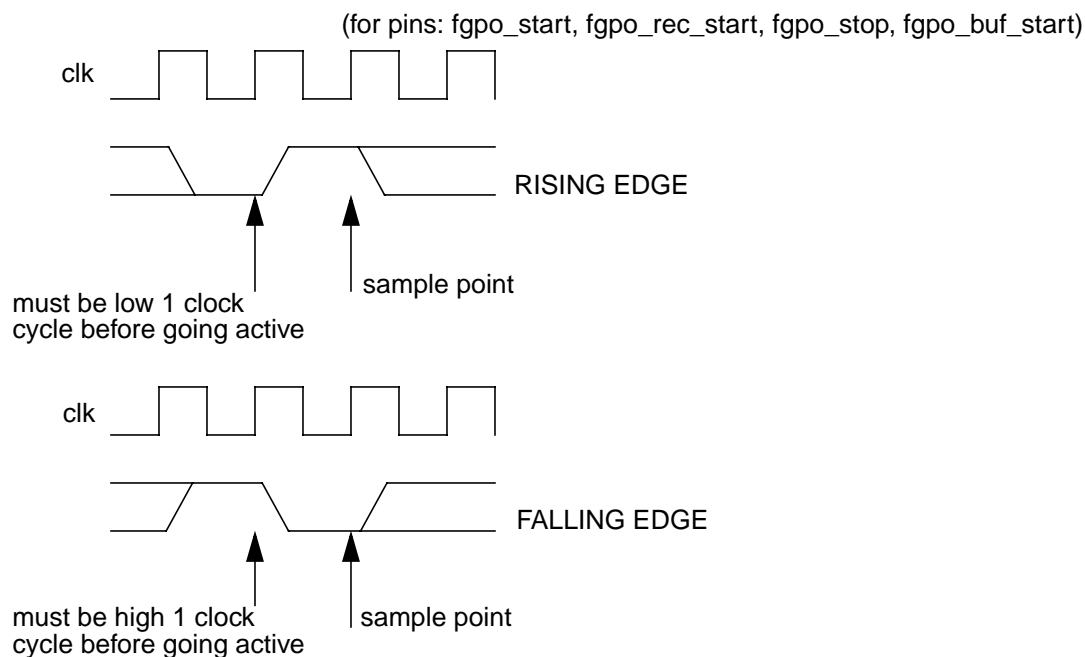 (for pins: fgpo_start, fgpo_rec_start, fgpo_stop, fgpo_buf_start)
clk
RISING EDGE
sample point
must be low 1 clock
cycle before going active
clk
FALLING EDGE
must be high 1 clock
cycle before going active
sample point